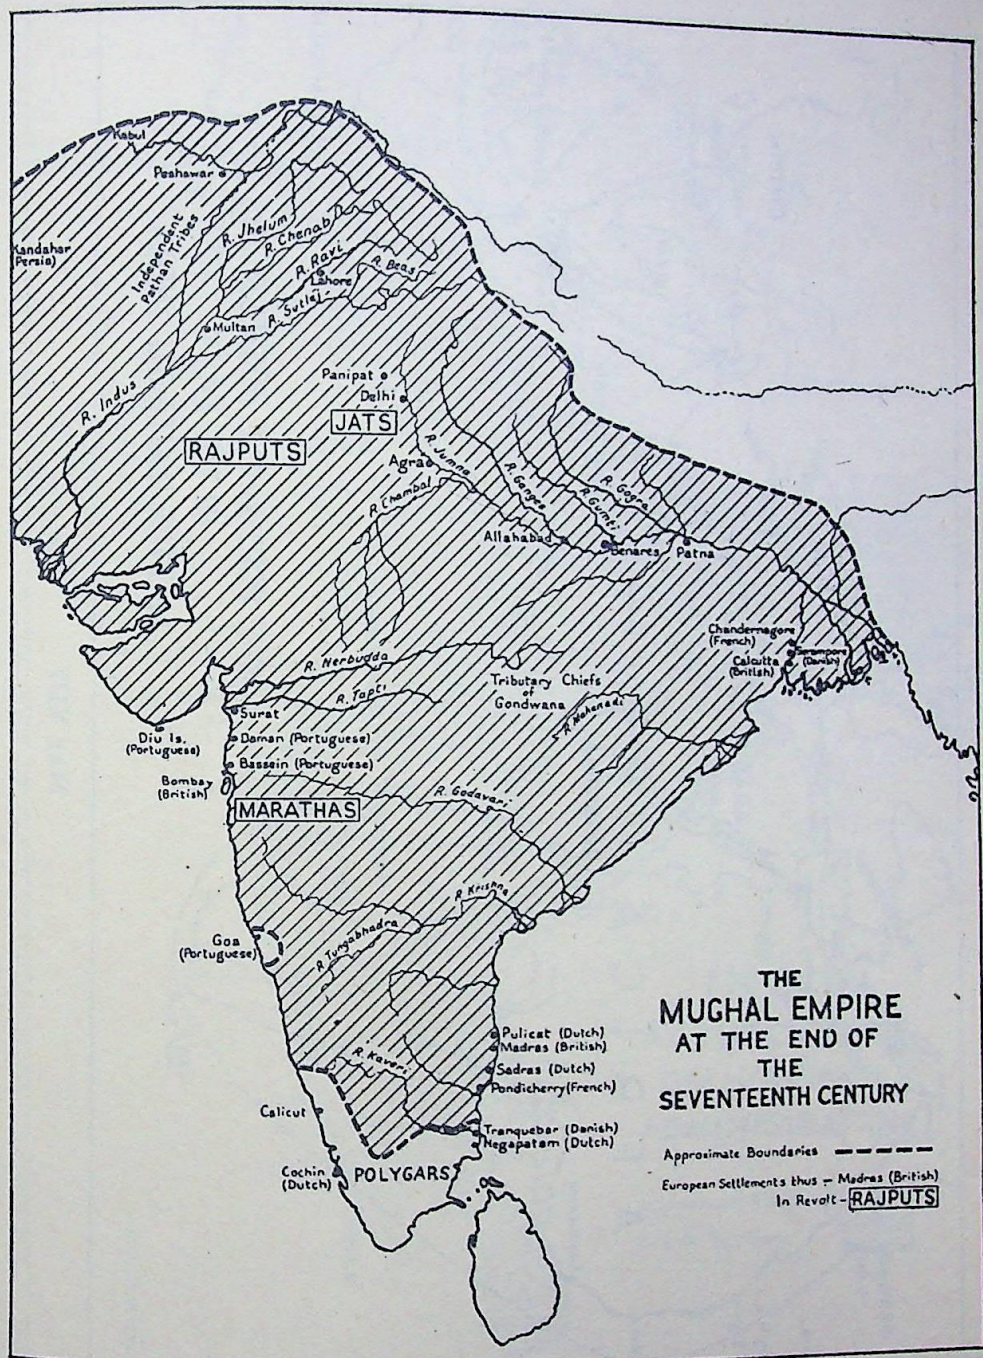 Kabul
Peshawar
Kandahar
(Persia)
Independent
Pathan Tribes
R. Jhelum
R. Chenab
R. Ravi
Lahore
R. Beas
R. Sutlej
Multan
R. Indus
Panipat
Delhi
JATS
RAJPUTS
Agra
R. Jumna
R. Chambal
R. Ganges
R. Gumti
R. Gogra
Allahabad
Benares
Patna
Chandernagore
(French)
Serampore
(Danish)
Calcutta
(British)
R. Nerbudda
R. Tapti
Tributary Chiefs
of
Gondwana
R. Mahanadi
Surat
Diu Is.
(Portuguese)
Daman (Portuguese)
Bassein (Portuguese)
Bombay
(British)
MARATHAS
R. Godavari
R. Krishna
R. Tungabhadra
Goa
(Portuguese)
THE
MUGHAL EMPIRE
AT THE END OF
THE
SEVENTEENTH CENTURY
Pulicat (Dutch)
Madras (British)
Sadras (Dutch)
Pondicherry (French)
R. Kaveri
Calicut
Tranquebar (Danish)
Negapatam (Dutch)
Cochin
(Dutch)
POLYGARS
Approximate Boundaries
European Settlements thus – Madras (British)
In Revolt – RAJPUTS